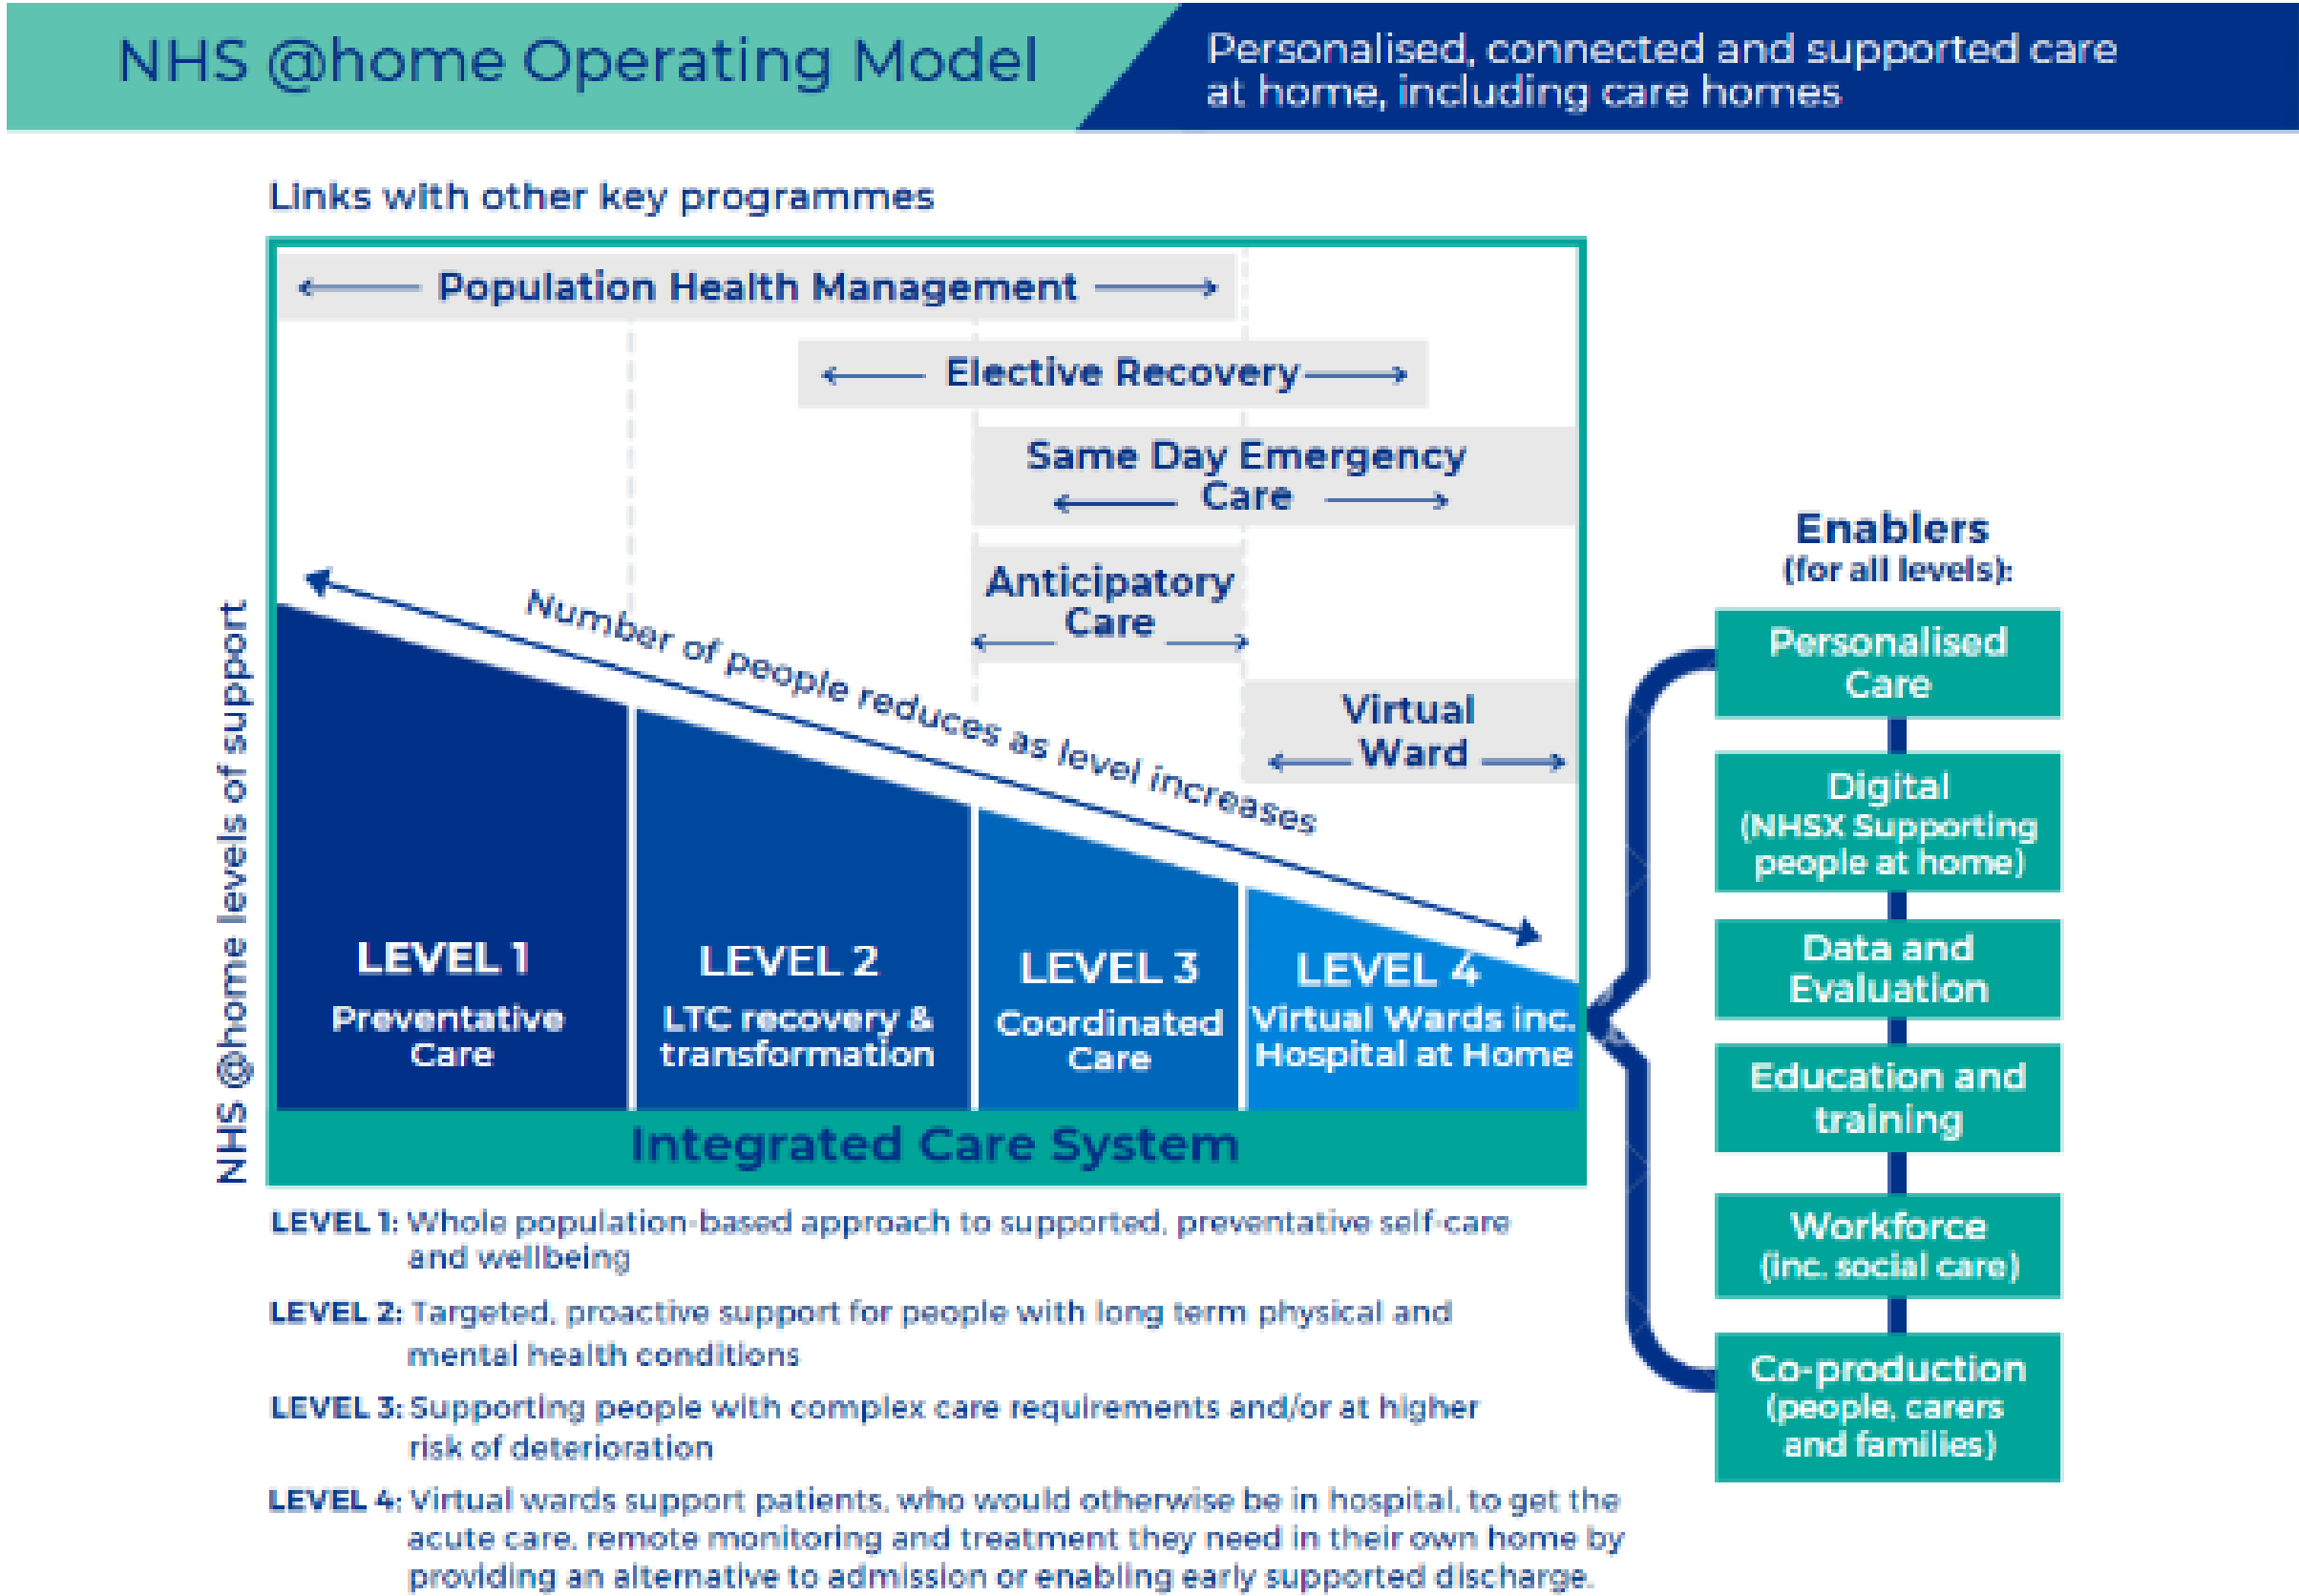 NHS @home Operating Model
Personalised, connected and supported care
at home, including care homes
Links with other key programmes
Population Health Management
Elective Recovery
Same Day Emergency
Care
Anticipatory
Care
Virtual
Ward
Number of people reduces as level increases
NHS @home levels of support
LEVEL 1
Preventative
Care
LEVEL 2
LTC recovery &
transformation
LEVEL 3
Coordinated
Care
LEVEL 4
Virtual Wards inc.
Hospital at Home
Integrated Care System
LEVEL 1: Whole population-based approach to supported, preventative self-care
and wellbeing
LEVEL 2: Targeted, proactive support for people with long term physical and
mental health conditions
LEVEL 3: Supporting people with complex care requirements and/or at higher
risk of deterioration
LEVEL 4: Virtual wards support patients, who would otherwise be in hospital, to get the
acute care, remote monitoring and treatment they need in their own home by
providing an alternative to admission or enabling early supported discharge.
Enablers
(for all levels):
Personalised
Care
Digital
(NHSX Supporting
people at home)
Data and
Evaluation
Education and
training
Workforce
(inc. social care)
Co-production
(people, carers
and families)